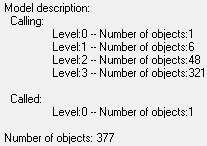 Model description:
Calling:
Level:0 -- Number of objects:1
Level:1 -- Number of objects:6
Level:2 -- Number of objects:48
Level:3 -- Number of objects:321
Called:
Level:0 -- Number of objects:1
Number of objects: 377